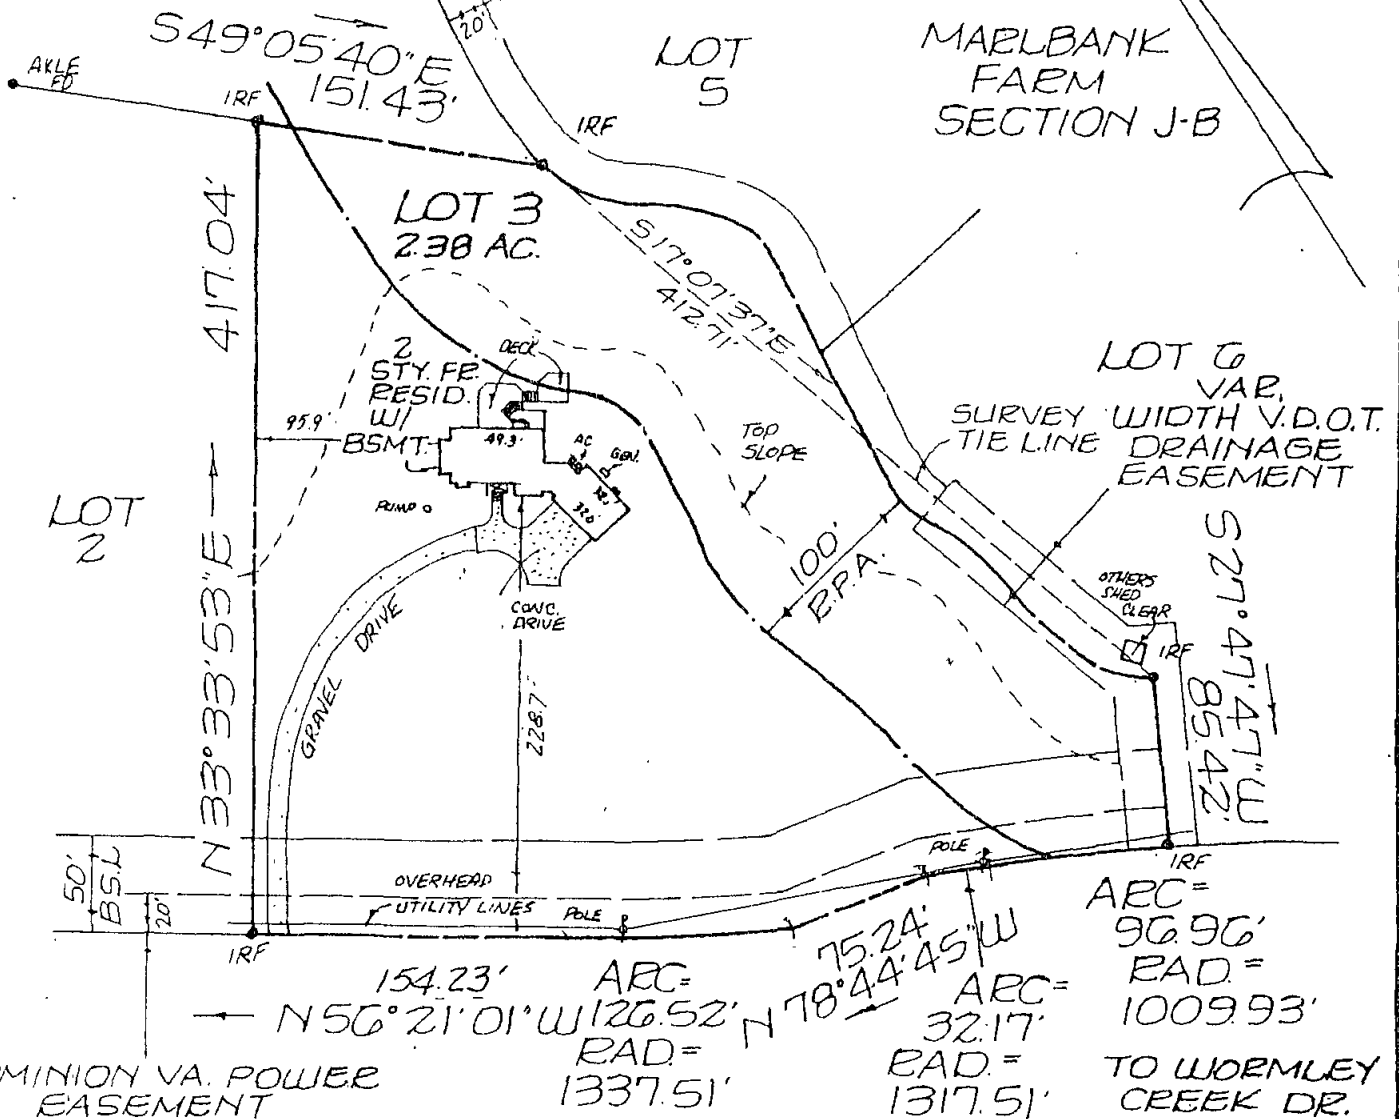 S49°05'40"E
151.43'
20'
LOT
5
MARLBANK
FARM
SECTION J-B
AXLE
FD
IRF
IRF
417.04'
N33°33'53"E
LOT 3
2.38 AC.
S17°07'37"E
412.71'
2
STY. FR.
RESID.
W/
BSMT.
DECK
95.9'
49.3'
AC
GEN.
32.0'
PUMP
TOP
SLOPE
LOT 6
VAR.
WIDTH V.D.O.T.
DRAINAGE
EASEMENT
SURVEY
TIE LINE
LOT
2
100'
R.P.A.
OTHERS
SHED
CLEAR
IRF
S27°47'47"W
85.42'
CONC.
DRIVE
GRAVEL DRIVE
228.7'
50'
BSL
20'
OVERHEAD
UTILITY LINES
POLE
POLE
IRF
IRF
154.23'
N56°21'01"W
ARC=
126.52'
RAD.=
1337.51'
75.24'
N78°44'45"W
ARC=
32.17'
RAD.=
1317.51'
ARC=
96.96'
RAD.=
1009.93'
MINION VA. POWER
EASEMENT
TO WORMLEY
CREEK DR.